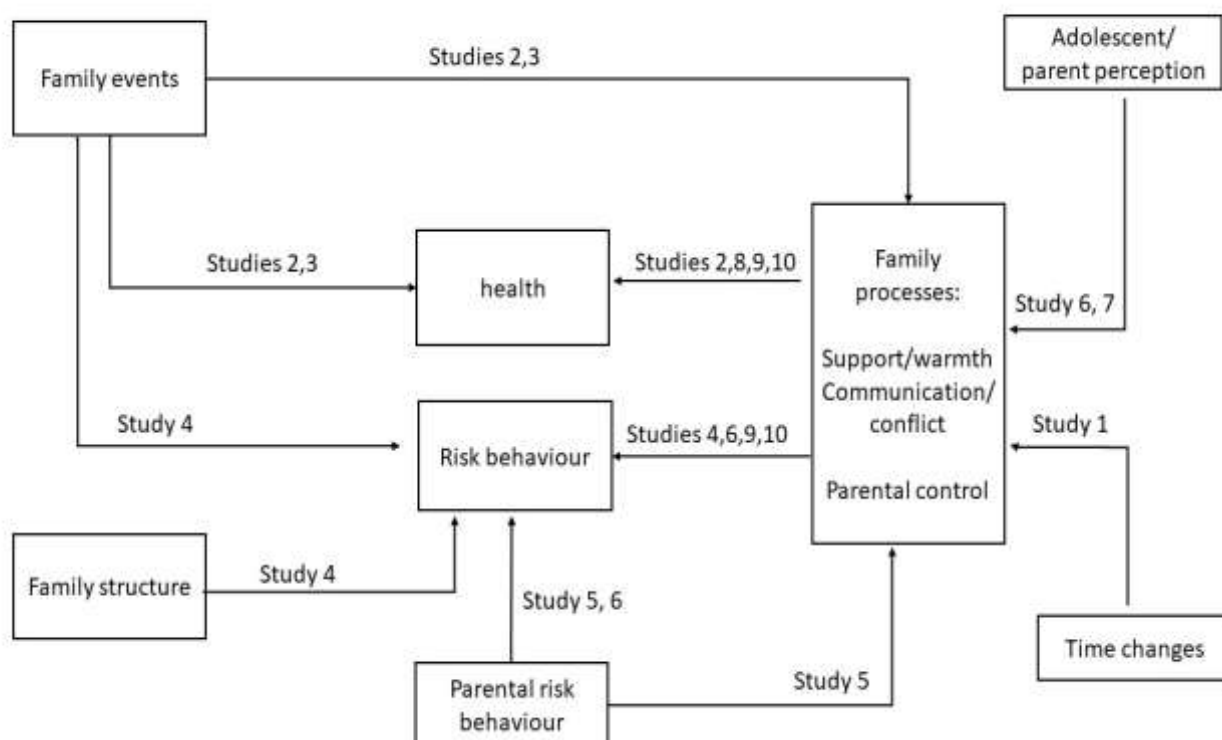 Family events
Studies 2,3
Adolescent/
parent perception
Studies 2,3
health
Studies 2,8,9,10
Family
processes:
Support/warmth
Communication/
conflict
Parental control
Study 6, 7
Study 4
Risk behaviour
Studies 4,6,9,10
Study 1
Family structure
Study 4
Study 5, 6
Parental risk
behaviour
Study 5
Time changes